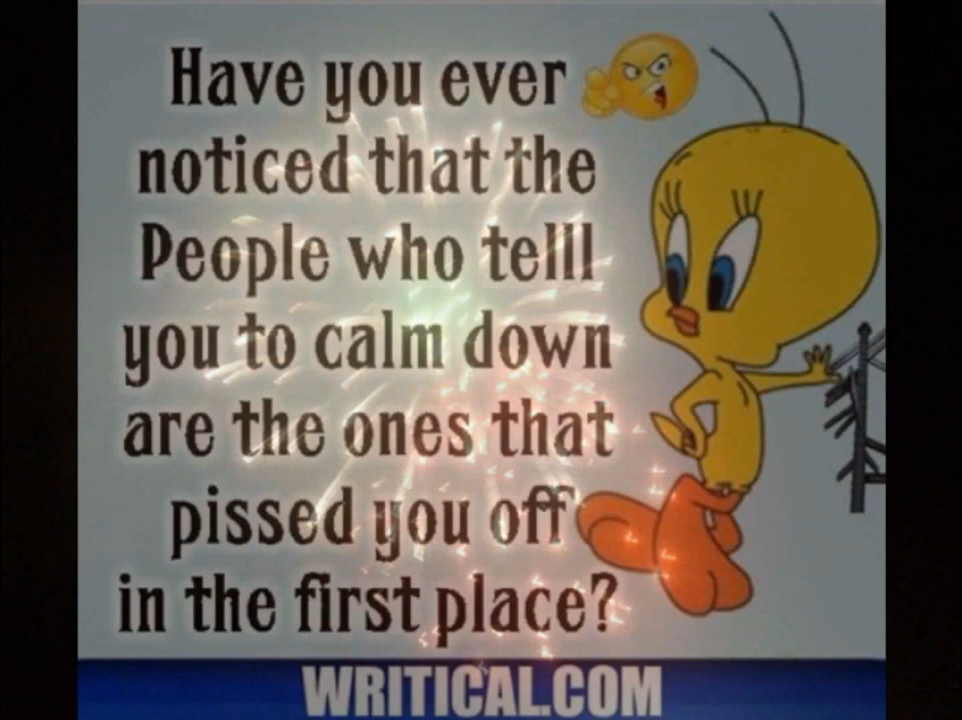 Have you ever
noticed that the
People who telll
you to calm down
are the ones that
pissed you off
in the first place?
WRITICAL.COM